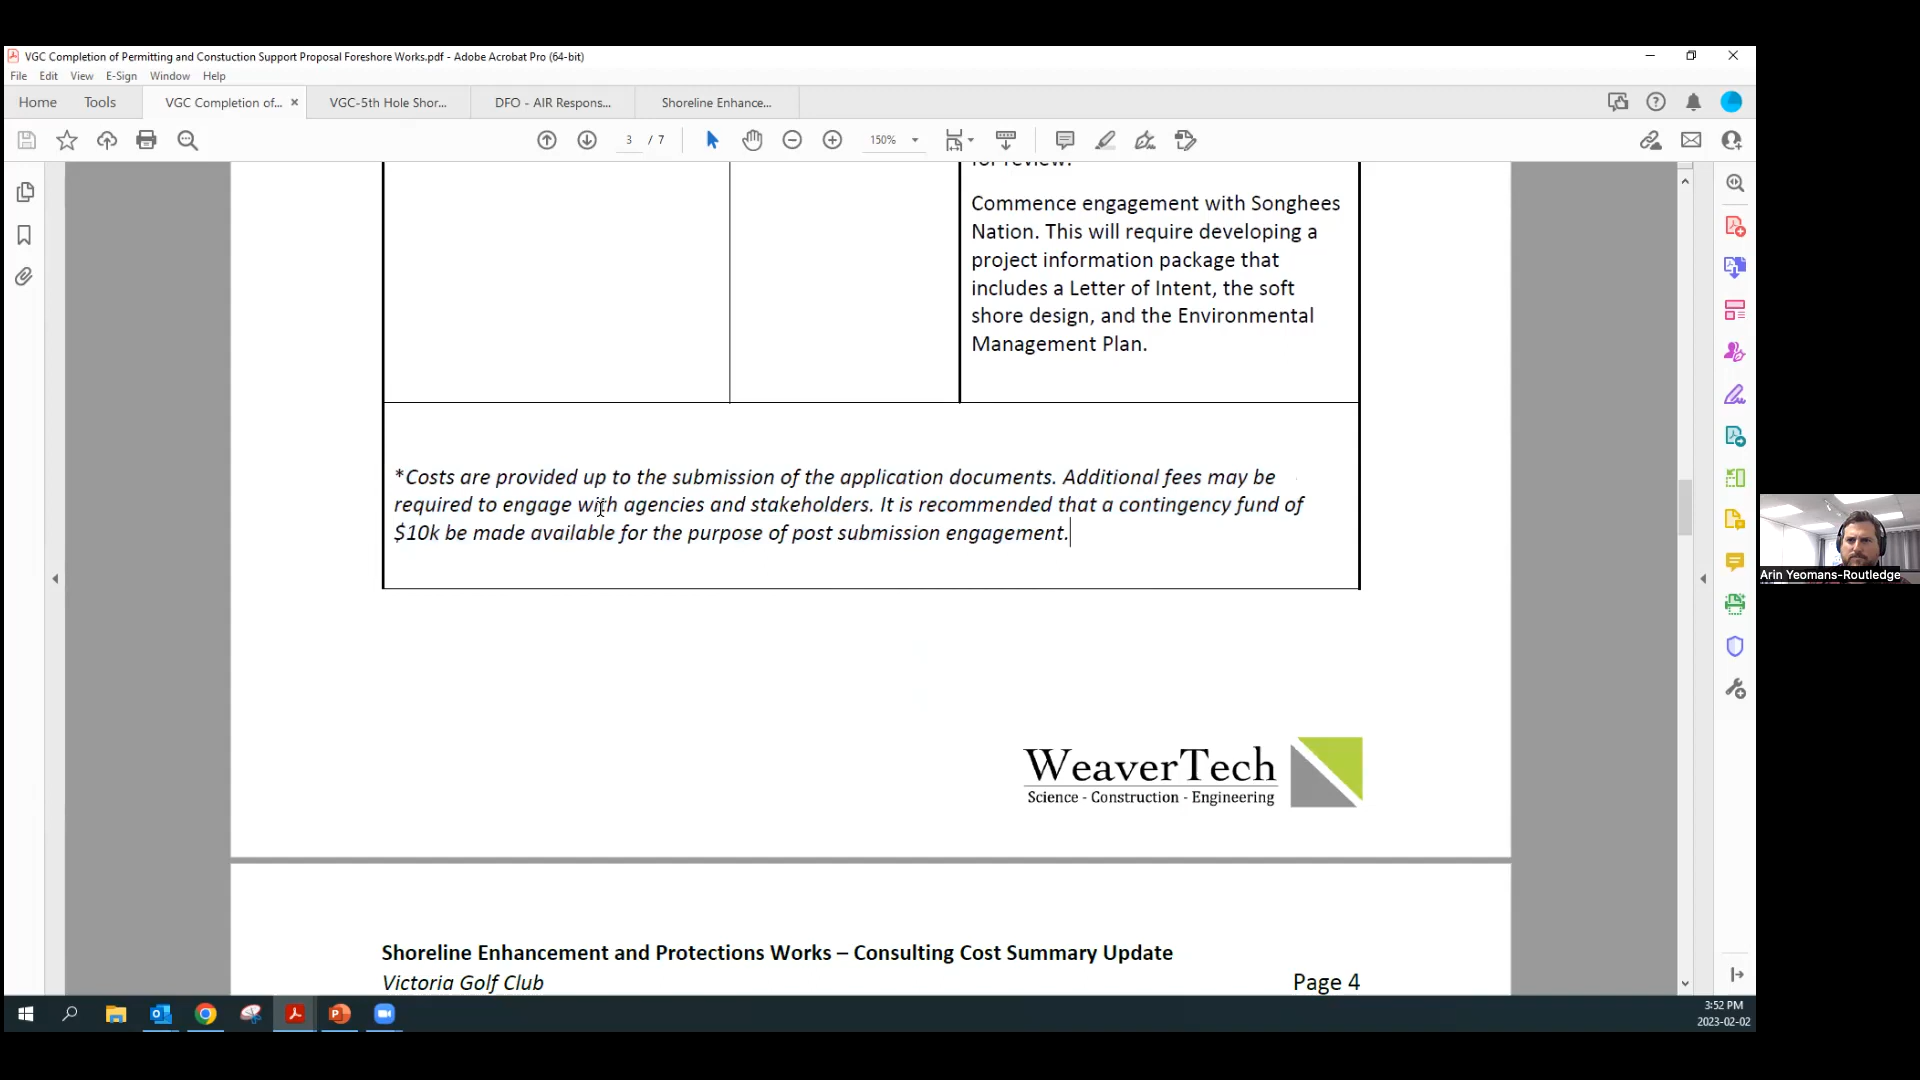 VGC Completion of Permitting and Constuction Support Proposal Foreshore Works.pdf - Adobe Acrobat Pro (64-bit)
File Edit View E-Sign Window Help
Home Tools VGC Completion of... × VGC-5th Hole Shor... DFO - AIR Respons... Shoreline Enhance...
3 / 7 150%
for review.
Commence engagement with Songhees
Nation. This will require developing a
project information package that
includes a Letter of Intent, the soft
shore design, and the Environmental
Management Plan.
*Costs are provided up to the submission of the application documents. Additional fees may be
required to engage with agencies and stakeholders. It is recommended that a contingency fund of
$10k be made available for the purpose of post submission engagement.
WeaverTech
Science - Construction - Engineering
Shoreline Enhancement and Protections Works – Consulting Cost Summary Update
Victoria Golf Club Page 4
Arin Yeomans-Routledge
3:52 PM
2023-02-02